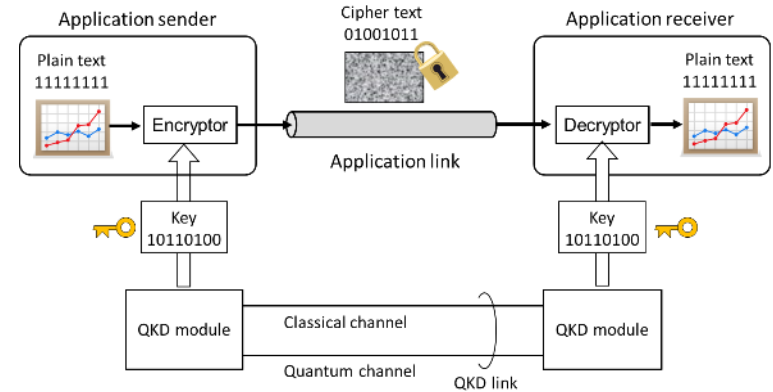 Application sender
Plain text
11111111
Encryptor
Cipher text
01001011
Application link
Application receiver
Plain text
11111111
Decryptor
Key
10110100
Key
10110100
QKD module
Classical channel
Quantum channel
QKD link
QKD module